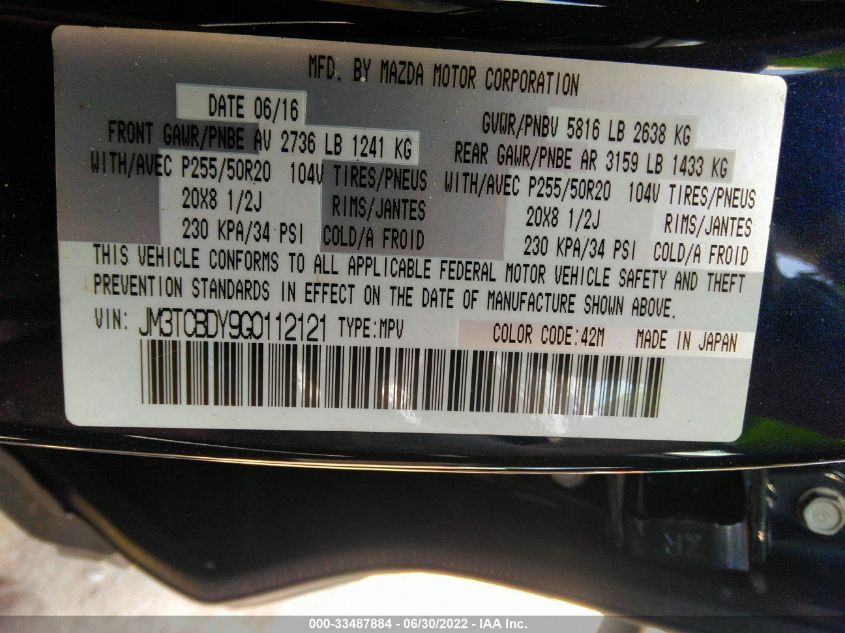 MFD. BY MAZDA MOTOR CORPORATION
DATE 06/16
GVWR/PNBV 5816 LB 2638 KG
FRONT GAWR/PNBE AV 2736 LB 1241 KG
REAR GAWR/PNBE AR 3159 LB 1433 KG
WITH/AVEC P255/50R20 104V TIRES/PNEUS
WITH/AVEC P255/50R20 104V TIRES/PNEUS
20X8 1/2J RIMS/JANTES
20X8 1/2J RIMS/JANTES
230 KPA/34 PSI COLD/A FROID
230 KPA/34 PSI COLD/A FROID
THIS VEHICLE CONFORMS TO ALL APPLICABLE FEDERAL MOTOR VEHICLE SAFETY AND THEFT
PREVENTION STANDARDS IN EFFECT ON THE DATE OF MANUFACTURE SHOWN ABOVE.
VIN: JM3TCBDY9G0112121 TYPE:MPV COLOR CODE:42M MADE IN JAPAN
ZR
000-33487884 - 06/30/2022 - IAA Inc.